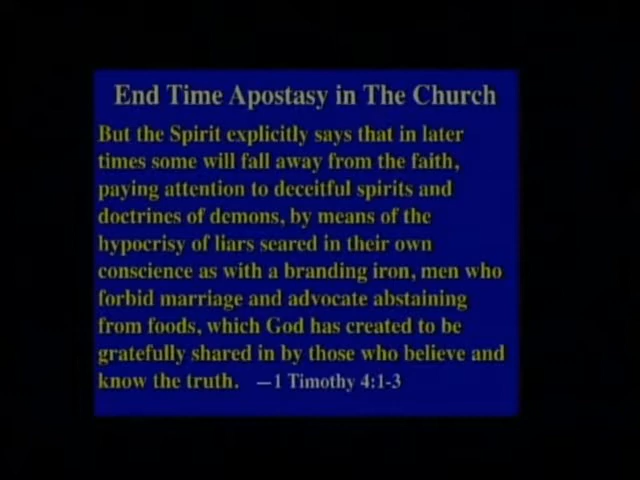 End Time Apostasy in The Church
But the Spirit explicitly says that in later
times some will fall away from the faith,
paying attention to deceitful spirits and
doctrines of demons, by means of the
hypocrisy of liars seared in their own
conscience as with a branding iron, men who
forbid marriage and advocate abstaining
from foods, which God has created to be
gratefully shared in by those who believe and
know the truth. —1 Timothy 4:1-3